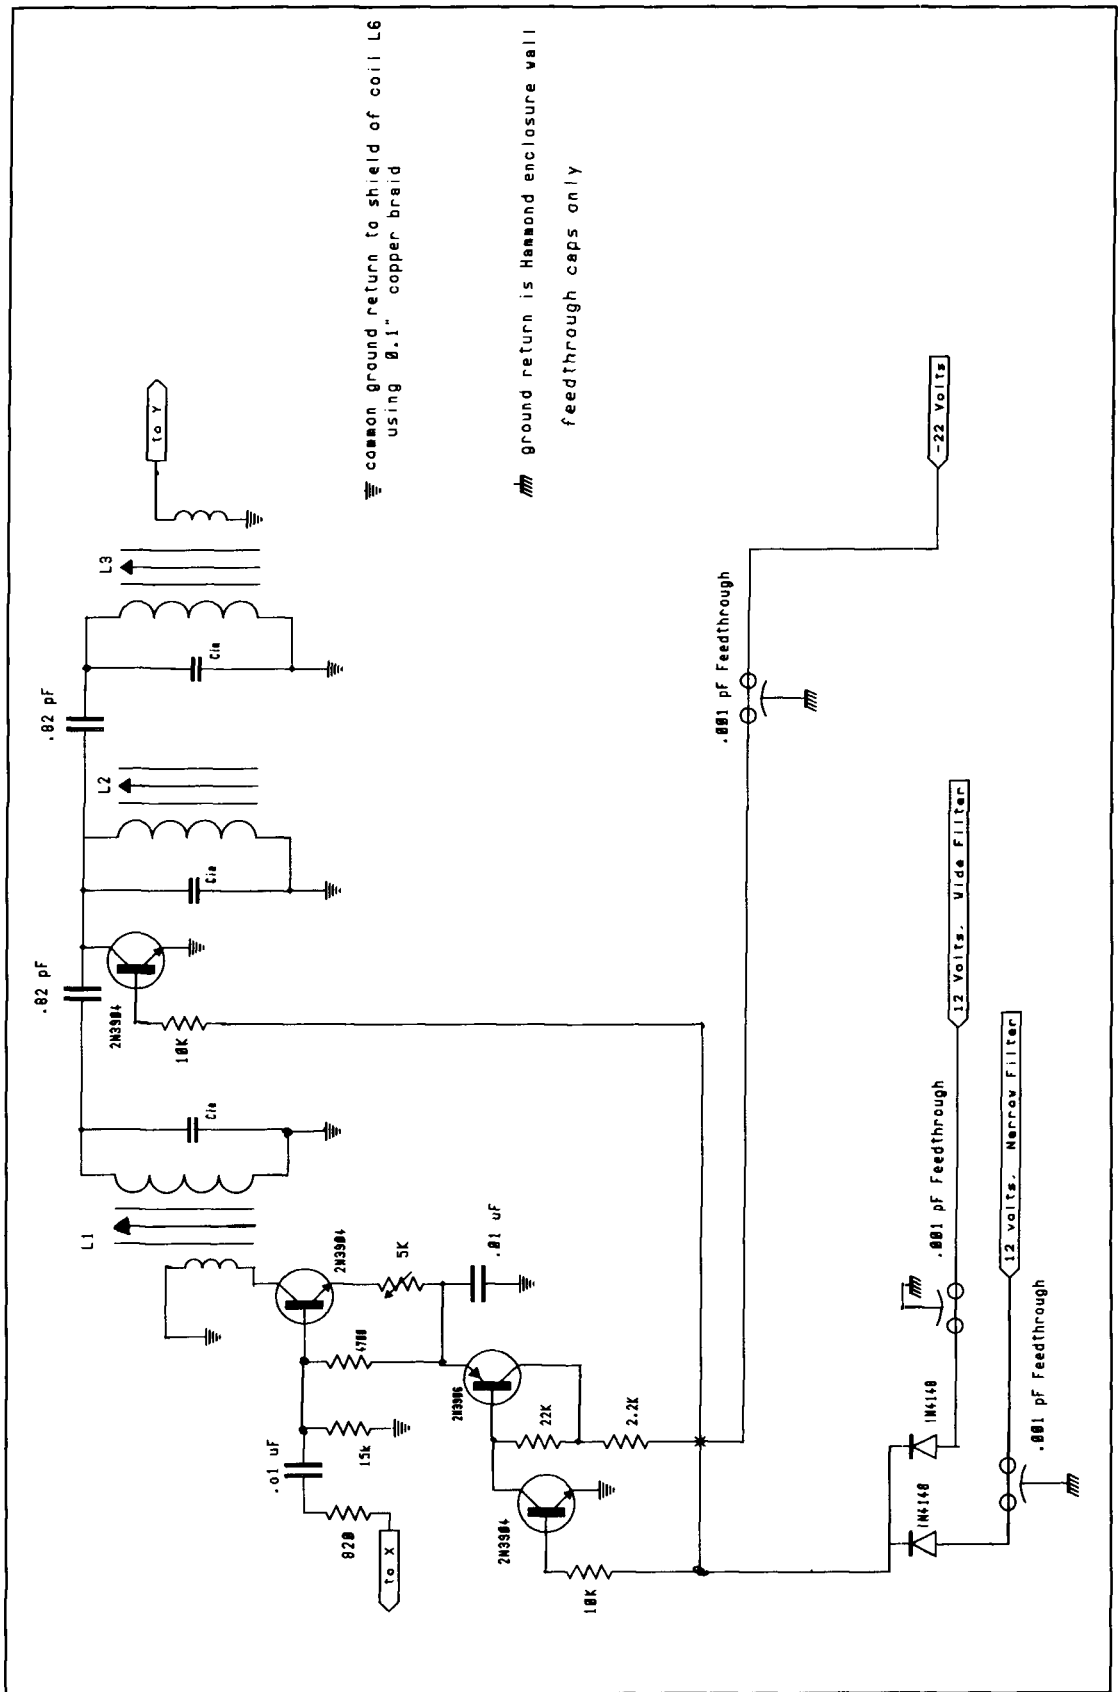 .82 pF
.82 pF
L1
L2
L3
to Y
Cia
Cia
Cia
2N3904
10K
2N3904
5K
.01 uF
4700
15k
.01 uF
820
to X
2N3906
22K
2.2K
2N3904
10K
common ground return to shield of coil L6
using 0.1" copper braid
ground return is Hammond enclosure wall
feedthrough caps only
.001 pF Feedthrough
-22 Volts
.001 pF Feedthrough
12 Volts, Wide Filter
1N4148
1N4148
12 volts, Narrow Filter
.001 pF Feedthrough